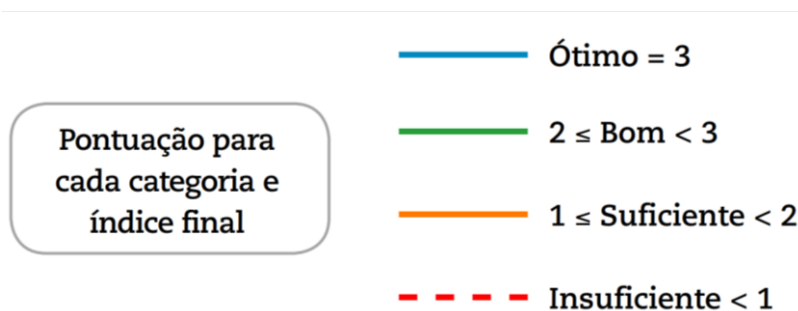 Pontuação para
cada categoria e
índice final
Ótimo = 3
2 ≤ Bom < 3
1 ≤ Suficiente < 2
Insuficiente < 1